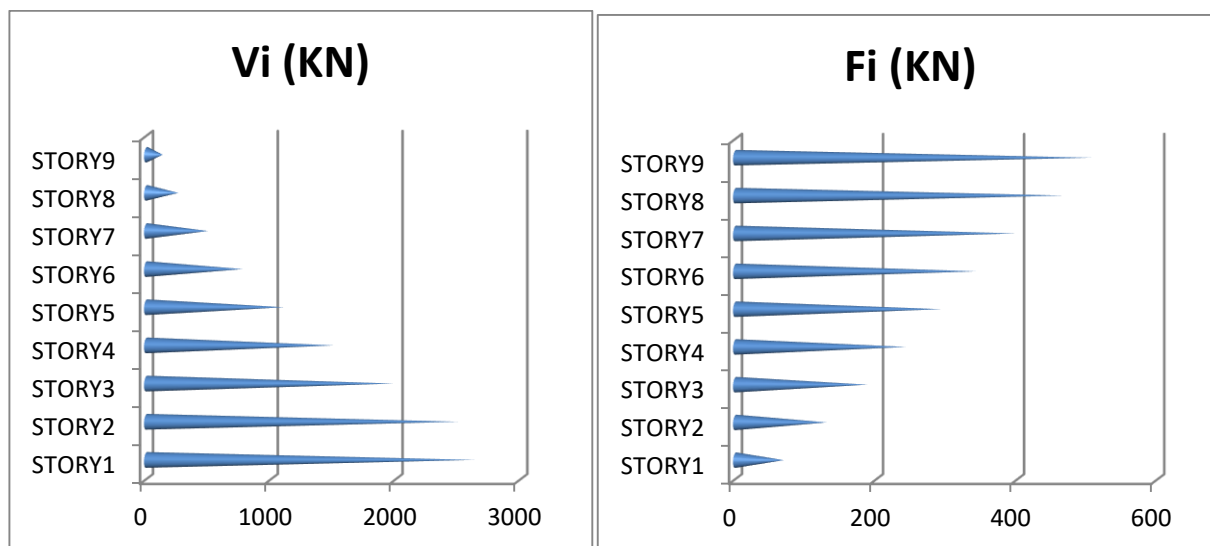 Vi (KN)
STORY9
STORY8
STORY7
STORY6
STORY5
STORY4
STORY3
STORY2
STORY1
0 1000 2000 3000
Fi (KN)
STORY9
STORY8
STORY7
STORY6
STORY5
STORY4
STORY3
STORY2
STORY1
0 200 400 600